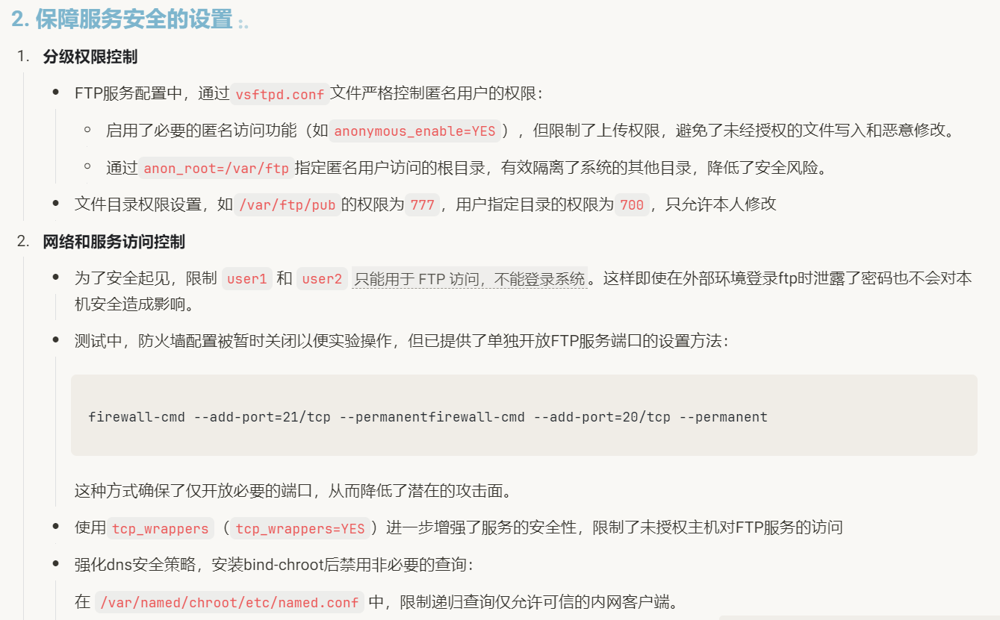 2. 保障服务安全的设置 :.
1. 分级权限控制
• FTP服务配置中，通过 vsftpd.conf 文件严格控制匿名用户的权限：
◦ 启用了必要的匿名访问功能（如 anonymous_enable=YES ），但限制了上传权限，避免了未经授权的文件写入和恶意修改。
◦ 通过 anon_root=/var/ftp 指定匿名用户访问的根目录，有效隔离了系统的其他目录，降低了安全风险。
• 文件目录权限设置，如 /var/ftp/pub 的权限为 777 ，用户指定目录的权限为 700 ，只允许本人修改
2. 网络和服务访问控制
• 为了安全起见，限制 user1 和 user2 只能用于 FTP 访问，不能登录系统。这样即使在外部环境登录ftp时泄露了密码也不会对本
机安全造成影响。
• 测试中，防火墙配置被暂时关闭以便实验操作，但已提供了单独开放FTP服务端口的设置方法：
firewall-cmd --add-port=21/tcp --permanentfirewall-cmd --add-port=20/tcp --permanent
这种方式确保了仅开放必要的端口，从而降低了潜在的攻击面。
• 使用 tcp_wrappers （ tcp_wrappers=YES ）进一步增强了服务的安全性，限制了未授权主机对FTP服务的访问
• 强化dns安全策略，安装bind-chroot后禁用非必要的查询：
在 /var/named/chroot/etc/named.conf 中，限制递归查询仅允许可信的内网客户端。